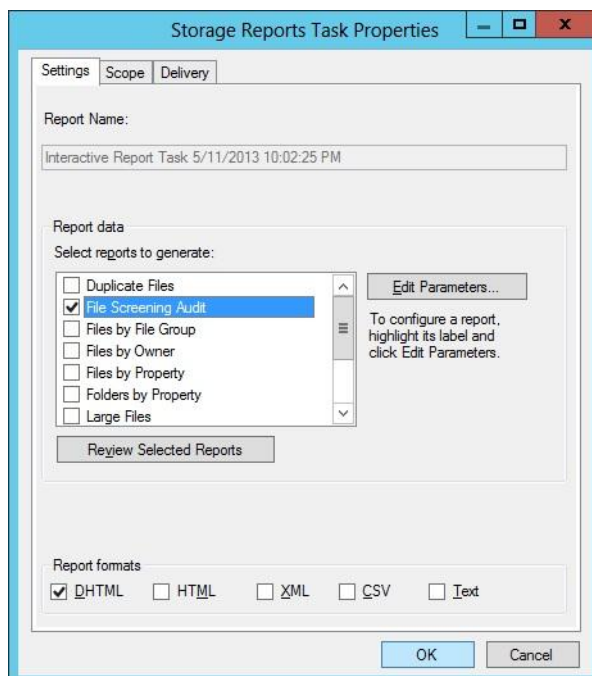 Storage Reports Task Properties
Settings Scope Delivery
Report Name:
Interactive Report Task 5/11/2013 10:02:25 PM
Report data
Select reports to generate:
Duplicate Files
File Screening Audit
Files by File Group
Files by Owner
Files by Property
Folders by Property
Large Files
Edit Parameters...
To configure a report,
highlight its label and
click Edit Parameters.
Review Selected Reports
Report formats
DHTML HTML XML CSV Text
OK Cancel